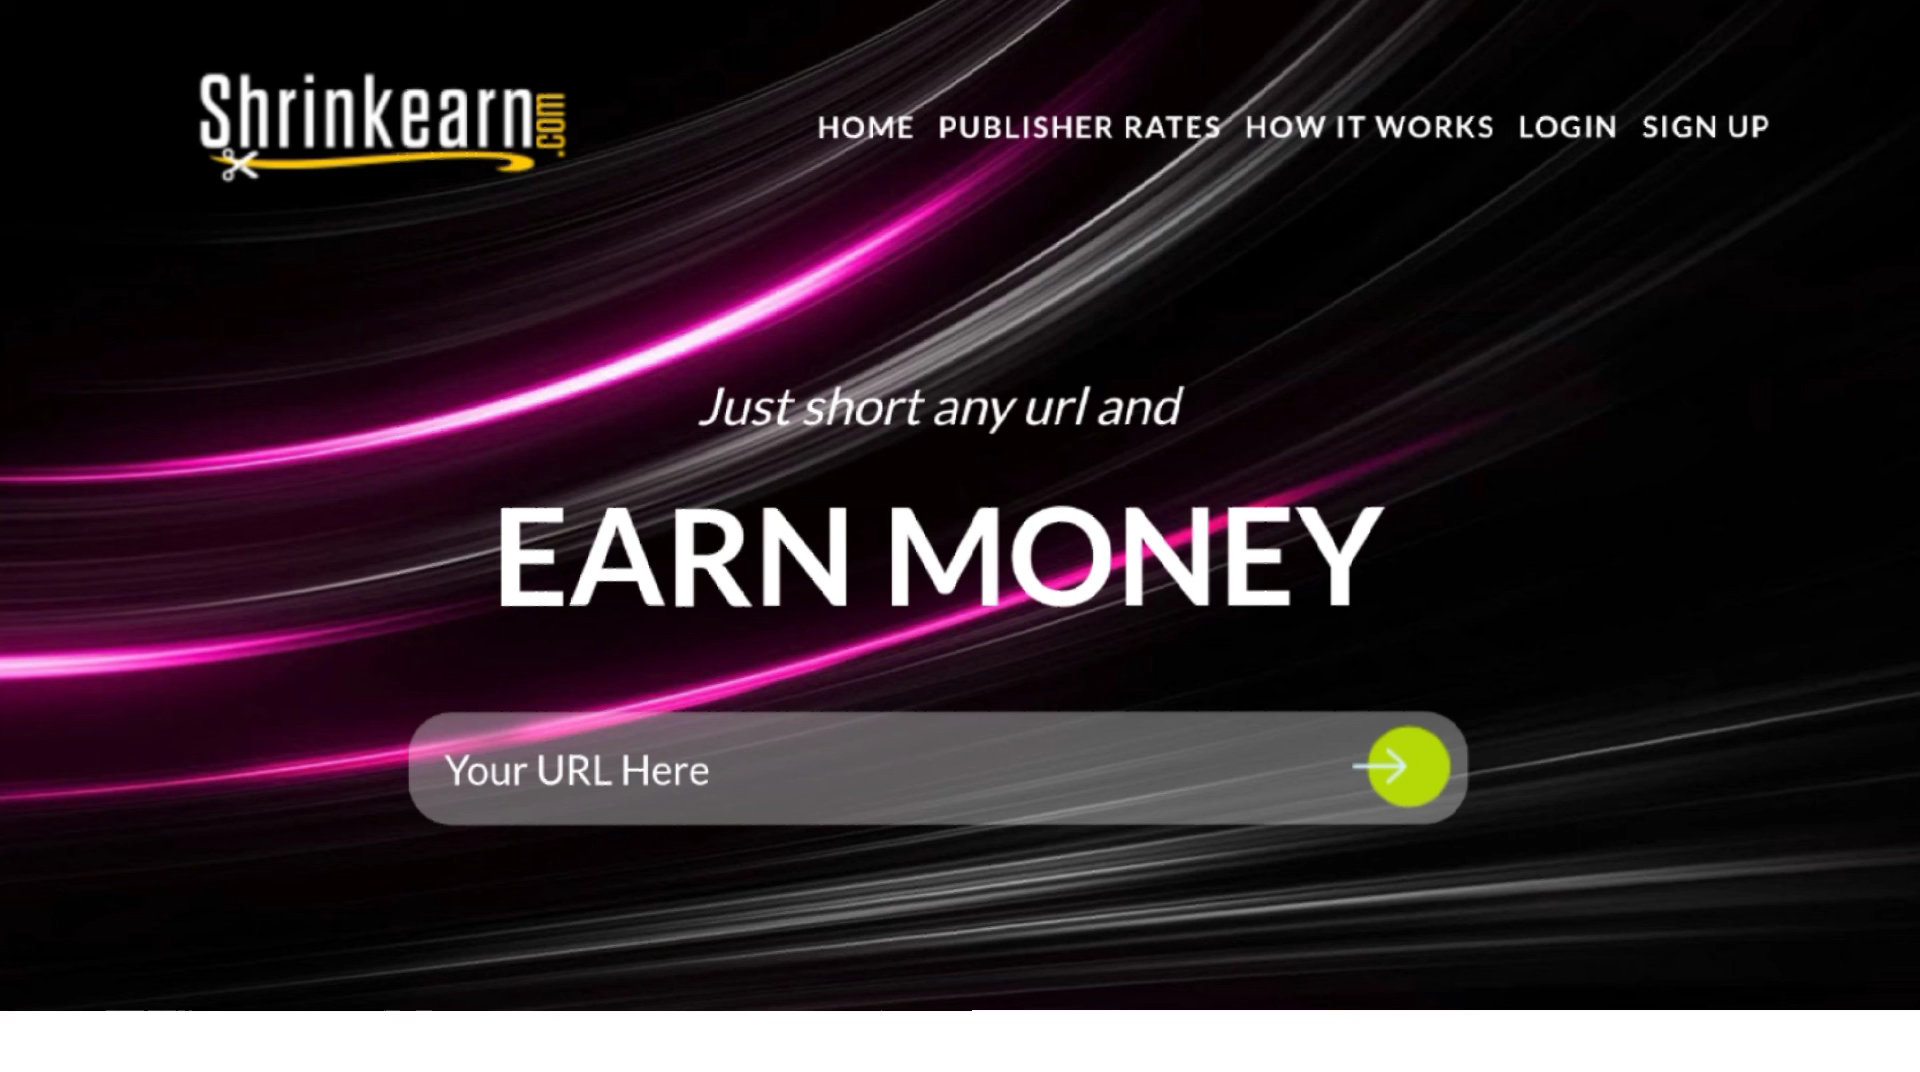 Shrinkearn.com
HOME PUBLISHER RATES HOW IT WORKS LOGIN SIGN UP
Just short any url and
EARN MONEY
Your URL Here